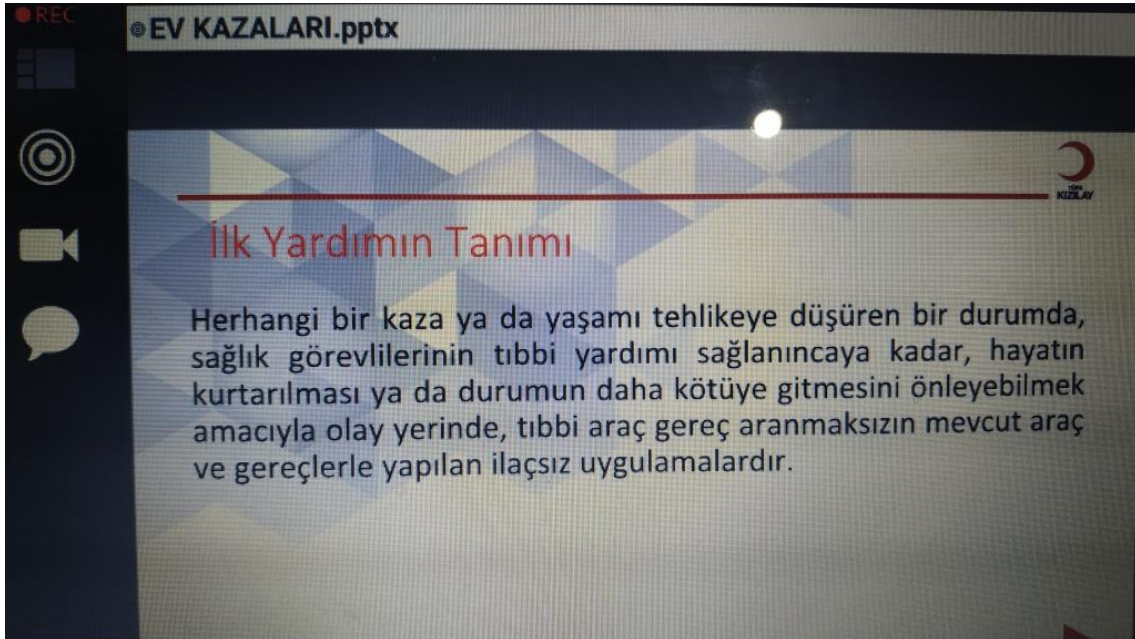 REC
EV KAZALARI.pptx
TÜRK
KIZILAY
İlk Yardımın Tanımı
Herhangi bir kaza ya da yaşamı tehlikeye düşüren bir durumda,
sağlık görevlilerinin tıbbi yardımı sağlanıncaya kadar, hayatın
kurtarılması ya da durumun daha kötüye gitmesini önleyebilmek
amacıyla olay yerinde, tıbbi araç gereç aranmaksızın mevcut araç
ve gereçlerle yapılan ilaçsız uygulamalardır.